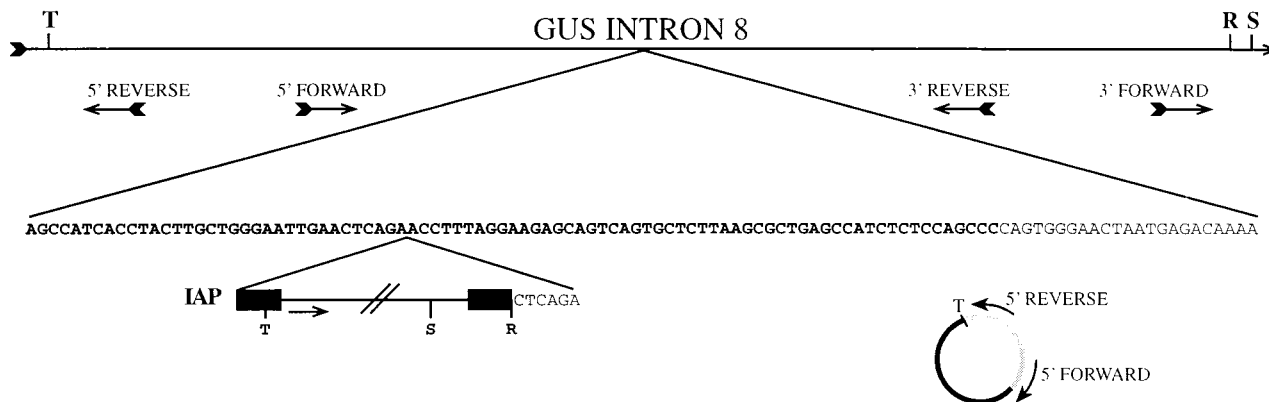 T GUS INTRON 8 R S
5' REVERSE 5' FORWARD 3' REVERSE 3' FORWARD
AGCCATCACCTACTTGCTGGGAATTGAACTCAGAACCTTTAGGAAGAGCAGTCAGTGCTCTTAAGCGCTGAGCCATCTCTCCAGCCCCAGTGGGAACTAATGAGACAAAA
IAP CTCAGA
T S R
T 5' REVERSE
5' FORWARD